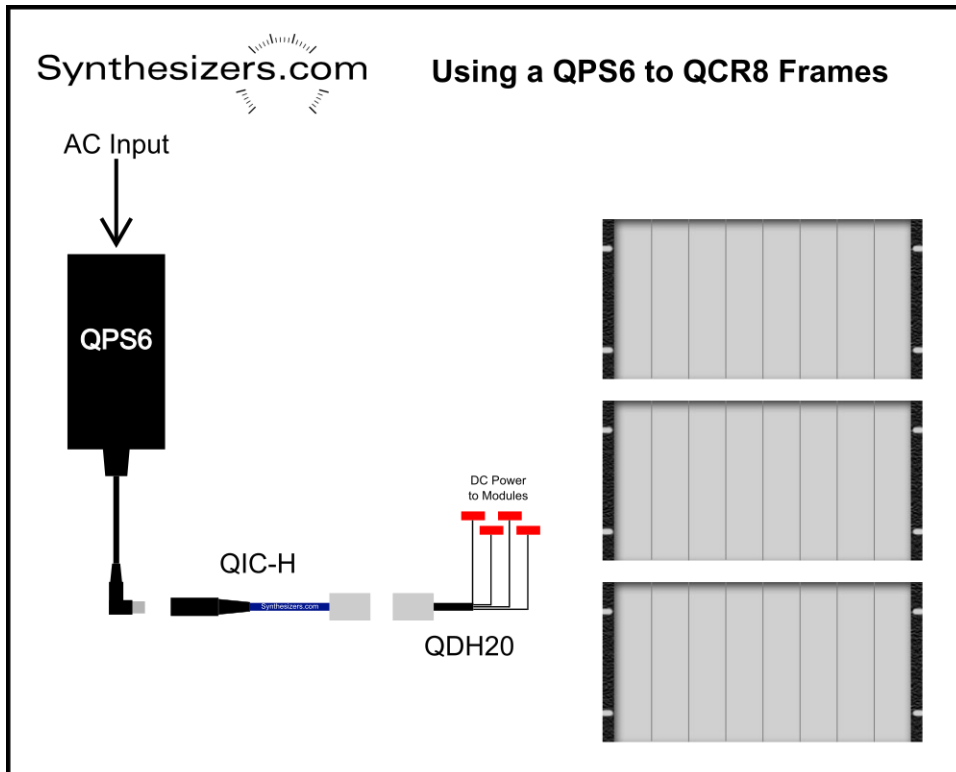 Synthesizers.com
Using a QPS6 to QCR8 Frames
AC Input
QPS6
DC Power
to Modules
QIC-H
Synthesizers.com
QDH20